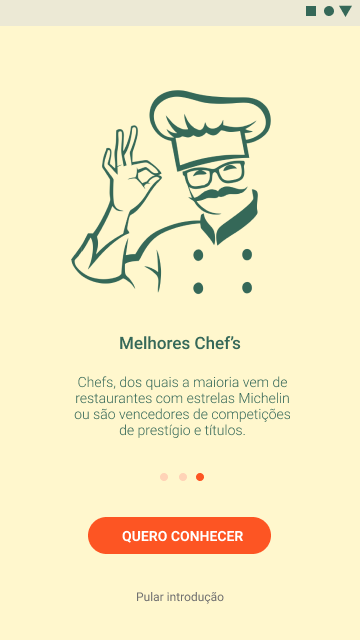 Melhores Chef’s
Chefs, dos quais a maioria vem de
restaurantes com estrelas Michelin
ou são vencedores de competições
de prestígio e títulos.
QUERO CONHECER
Pular introdução